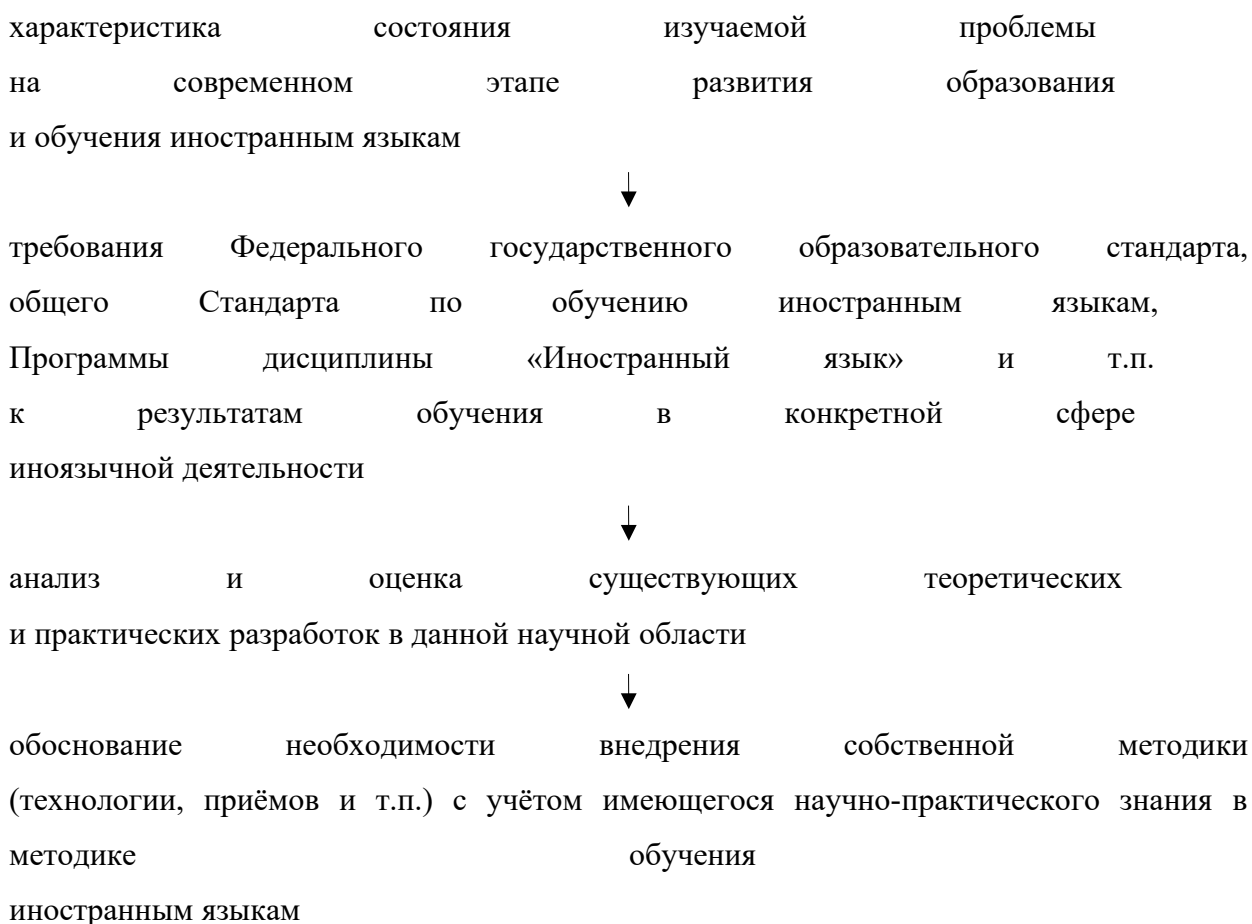 характеристика состояния изучаемой проблемы
на современном этапе развития образования
и обучения иностранным языкам
требования Федерального государственного образовательного стандарта,
общего Стандарта по обучению иностранным языкам,
Программы дисциплины «Иностранный язык» и т.п.
к результатам обучения в конкретной сфере
иноязычной деятельности
анализ и оценка существующих теоретических
и практических разработок в данной научной области
обоснование необходимости внедрения собственной методики
(технологии, приёмов и т.п.) с учётом имеющегося научно-практического знания в
методике обучения
иностранным языкам